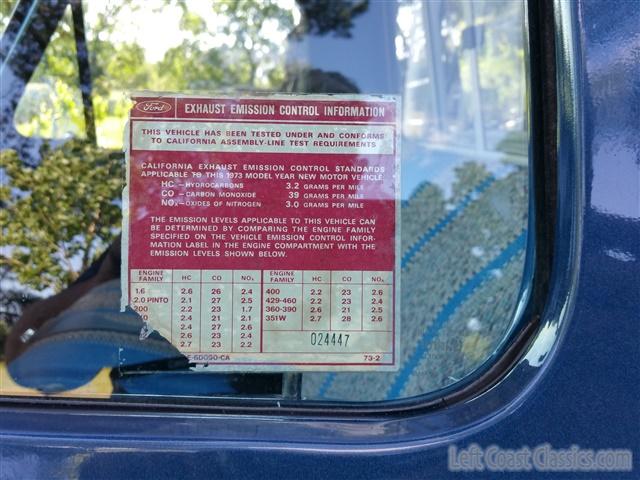 Ford EXHAUST EMISSION CONTROL INFORMATION
THIS VEHICLE HAS BEEN TESTED UNDER AND CONFORMS
TO CALIFORNIA ASSEMBLY-LINE TEST REQUIREMENTS
CALIFORNIA EXHAUST EMISSION CONTROL STANDARDS
APPLICABLE TO THIS 1973 MODEL YEAR NEW MOTOR VEHICLE
HC - HYDROCARBONS 3.2 GRAMS PER MILE
CO - CARBON MONOXIDE 39 GRAMS PER MILE
NOx - OXIDES OF NITROGEN 3.0 GRAMS PER MILE
THE EMISSION LEVELS APPLICABLE TO THIS VEHICLE CAN
BE DETERMINED BY COMPARING THE ENGINE FAMILY
SPECIFIED ON THE VEHICLE EMISSION CONTROL INFOR-
MATION LABEL IN THE ENGINE COMPARTMENT WITH THE
EMISSION LEVELS SHOWN BELOW.
ENGINE FAMILY HC CO NOx ENGINE FAMILY HC CO NOx
1.6 2.6 26 2.4 400 2.2 23 2.6
2.0 PINTO 2.1 27 2.5 429-460 2.2 23 2.4
200 2.2 23 1.7 360-390 2.6 21 2.5
2.4 21 2.1 351W 2.7 28 2.6
2.4 27 2.6
2.6 23 2.4 024447
2.7 23 2.2
73-2
Left Coast Classics.com